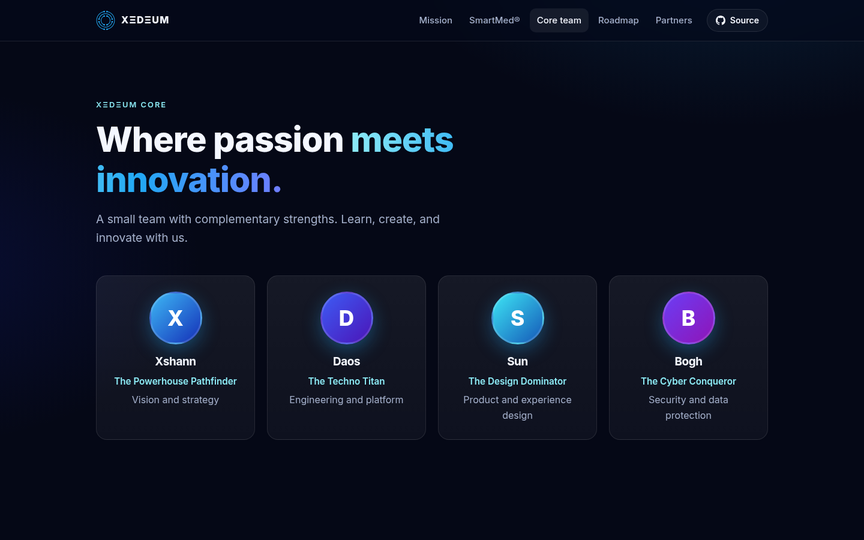 XΞDΞUM
Mission SmartMed® Core team Roadmap Partners Source
XΞDΞUM CORE
Where passion meets
innovation.
A small team with complementary strengths. Learn, create, and
innovate with us.
X
Xshann
The Powerhouse Pathfinder
Vision and strategy
D
Daos
The Techno Titan
Engineering and platform
S
Sun
The Design Dominator
Product and experience
design
B
Bogh
The Cyber Conqueror
Security and data
protection